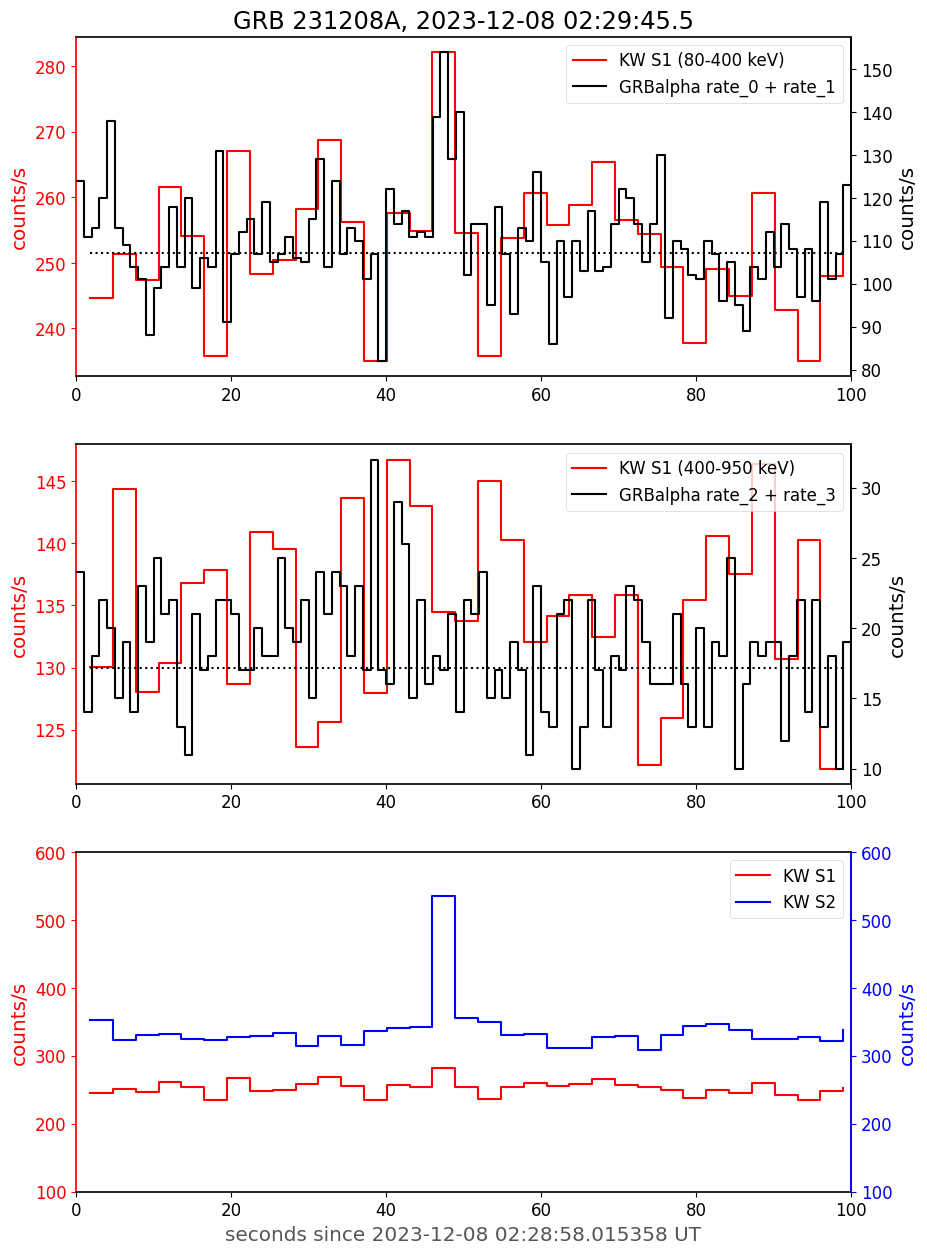 GRB 231208A, 2023-12-08 02:29:45.5
KW S1 (80-400 keV)
GRBalpha rate_0 + rate_1
counts/s
counts/s
280
270
260
250
240
150
140
130
120
110
100
90
80
0 20 40 60 80 100
KW S1 (400-950 keV)
GRBalpha rate_2 + rate_3
counts/s
counts/s
145
140
135
130
125
30
25
20
15
10
0 20 40 60 80 100
KW S1
KW S2
counts/s
counts/s
600
500
400
300
200
100
600
500
400
300
200
100
0 20 40 60 80 100
seconds since 2023-12-08 02:28:58.015358 UT